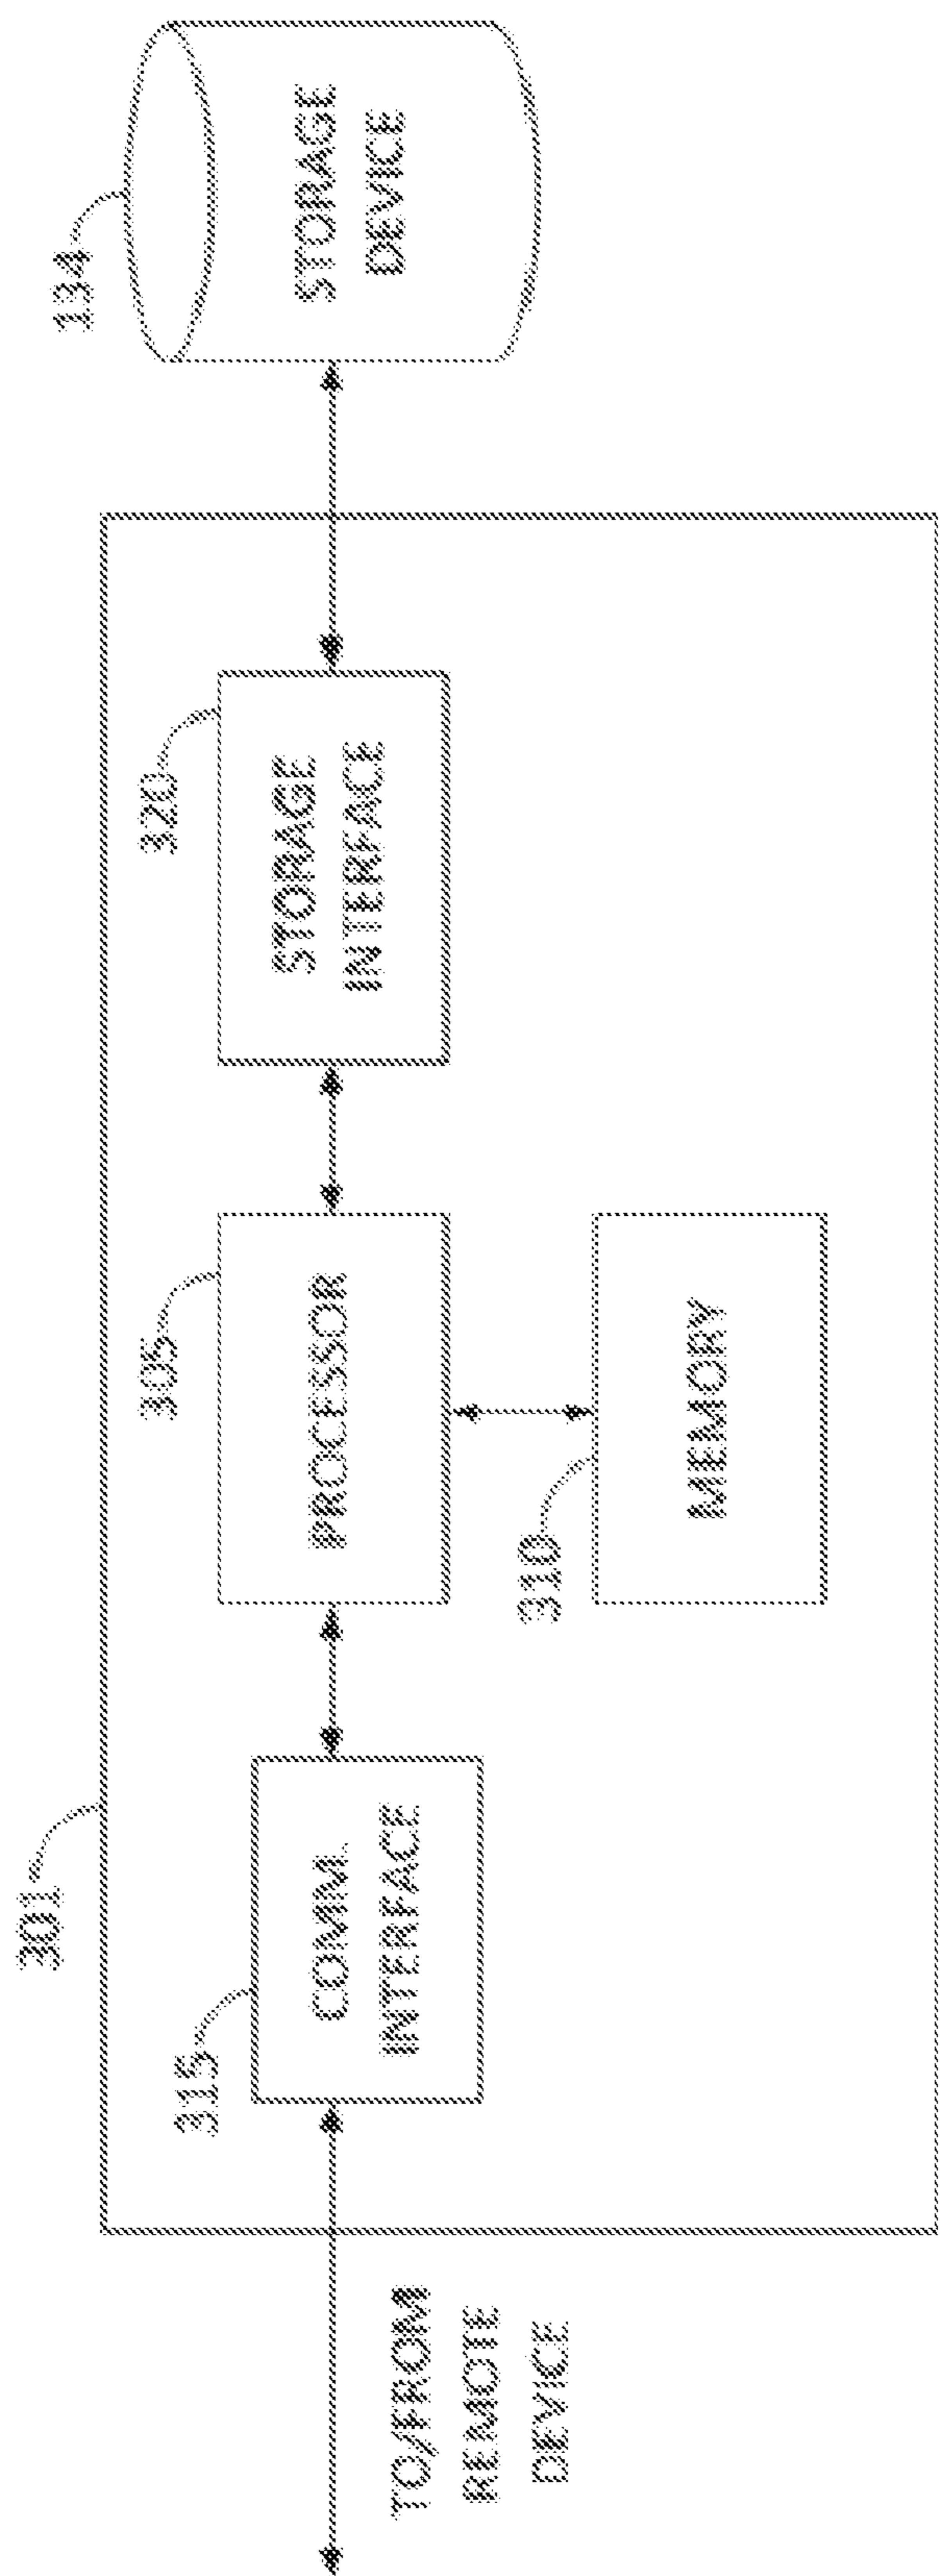 301
315
COMM.
INTERFACE
305
PROCESSOR
310
MEMORY
320
STORAGE
INTERFACE
134
STORAGE
DEVICE
TO/FROM
REMOTE
DEVICE